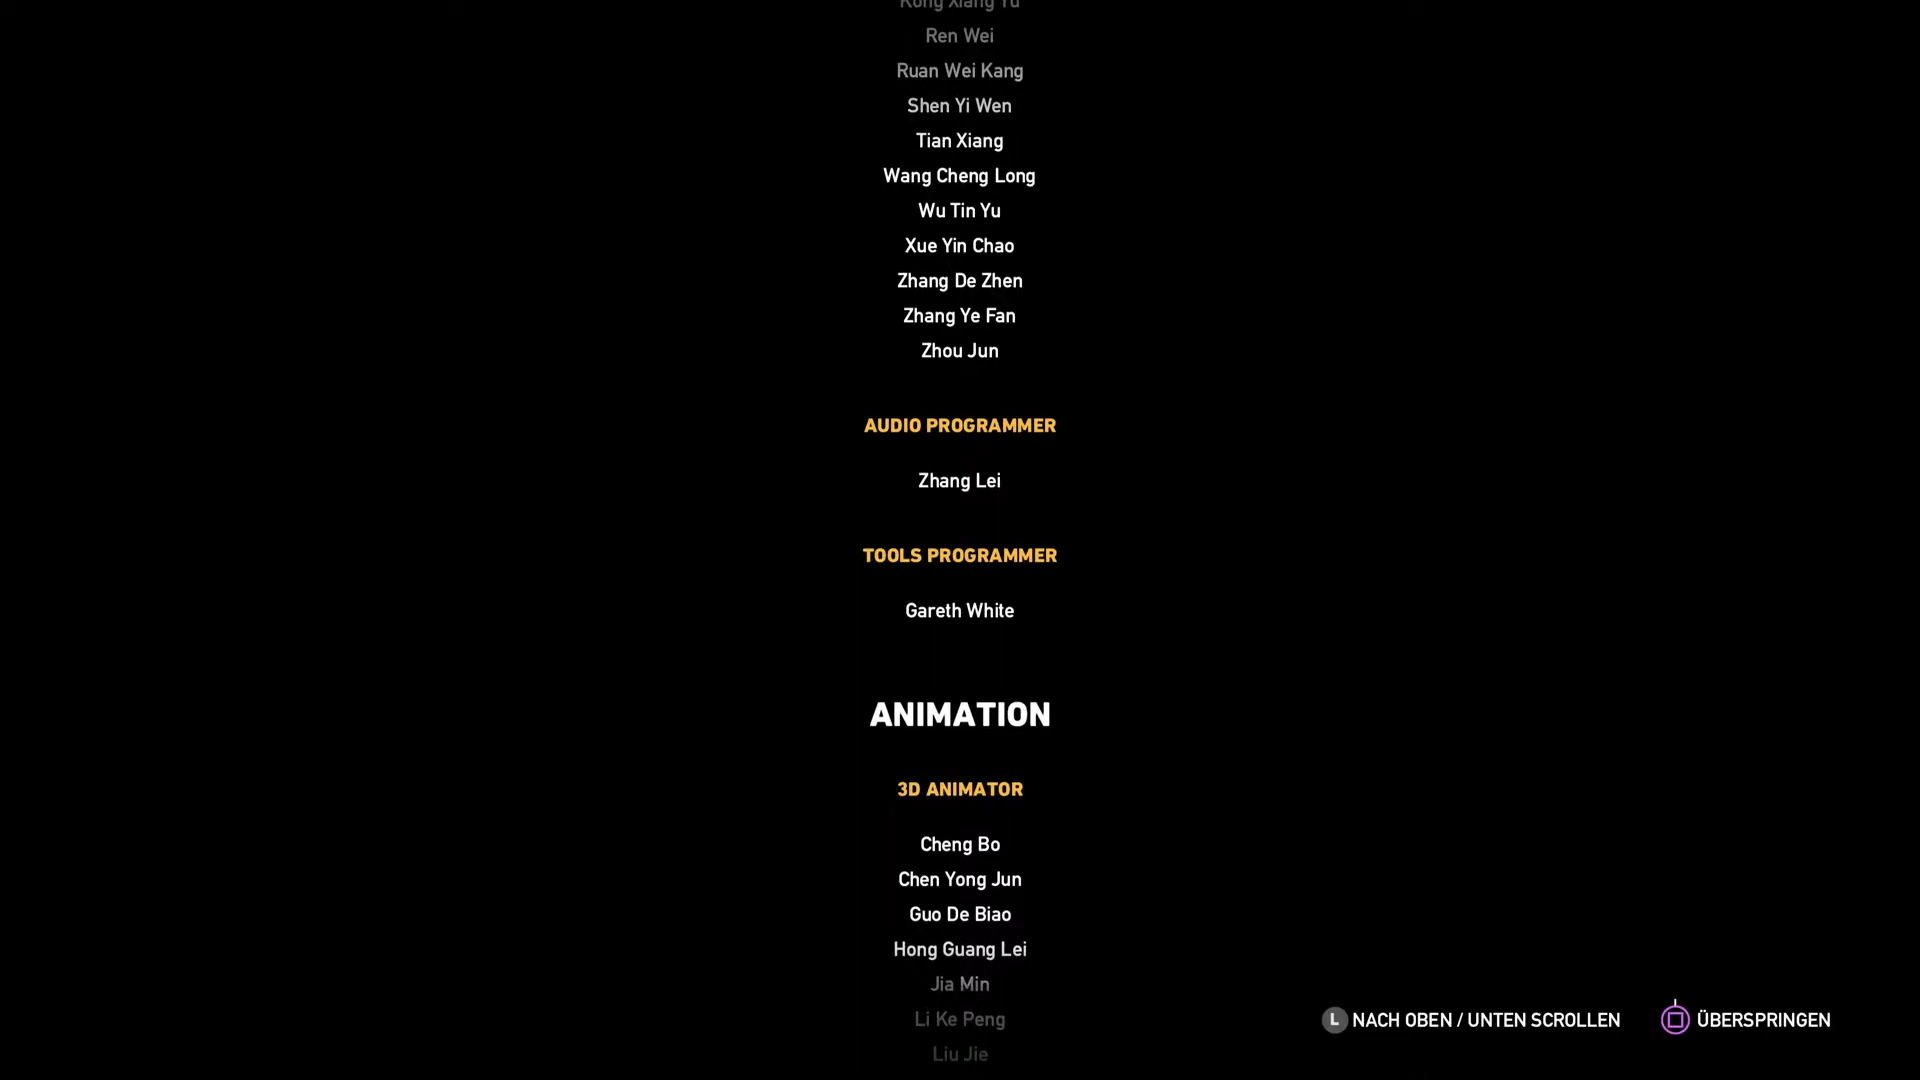 Kong Xiang Yu
Ren Wei
Ruan Wei Kang
Shen Yi Wen
Tian Xiang
Wang Cheng Long
Wu Tin Yu
Xue Yin Chao
Zhang De Zhen
Zhang Ye Fan
Zhou Jun
AUDIO PROGRAMMER
Zhang Lei
TOOLS PROGRAMMER
Gareth White
ANIMATION
3D ANIMATOR
Cheng Bo
Chen Yong Jun
Guo De Biao
Hong Guang Lei
Jia Min
Li Ke Peng
Liu Jie
L NACH OBEN / UNTEN SCROLLEN ÜBERSPRINGEN